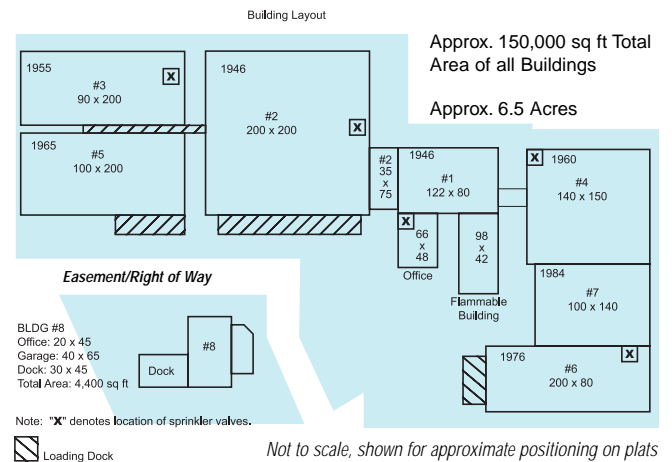 Building Layout
Approx. 150,000 sq ft Total
Area of all Buildings
Approx. 6.5 Acres
1955
#3
90 x 200
X
1965
#5
100 x 200
1946
#2
200 x 200
X
#2
35
x
75
1946
#1
122 x 80
X
66
x
48
Office
98
x
42
Flammable
Building
X
1960
#4
140 x 150
1984
#7
100 x 140
1976
X
#6
200 x 80
Easement/Right of Way
BLDG #8
Office: 20 x 45
Garage: 40 x 65
Dock: 30 x 45
Total Area: 4,400 sq ft
#8
Dock
Note: "X" denotes location of sprinkler valves.
Loading Dock
Not to scale, shown for approximate positioning on plats